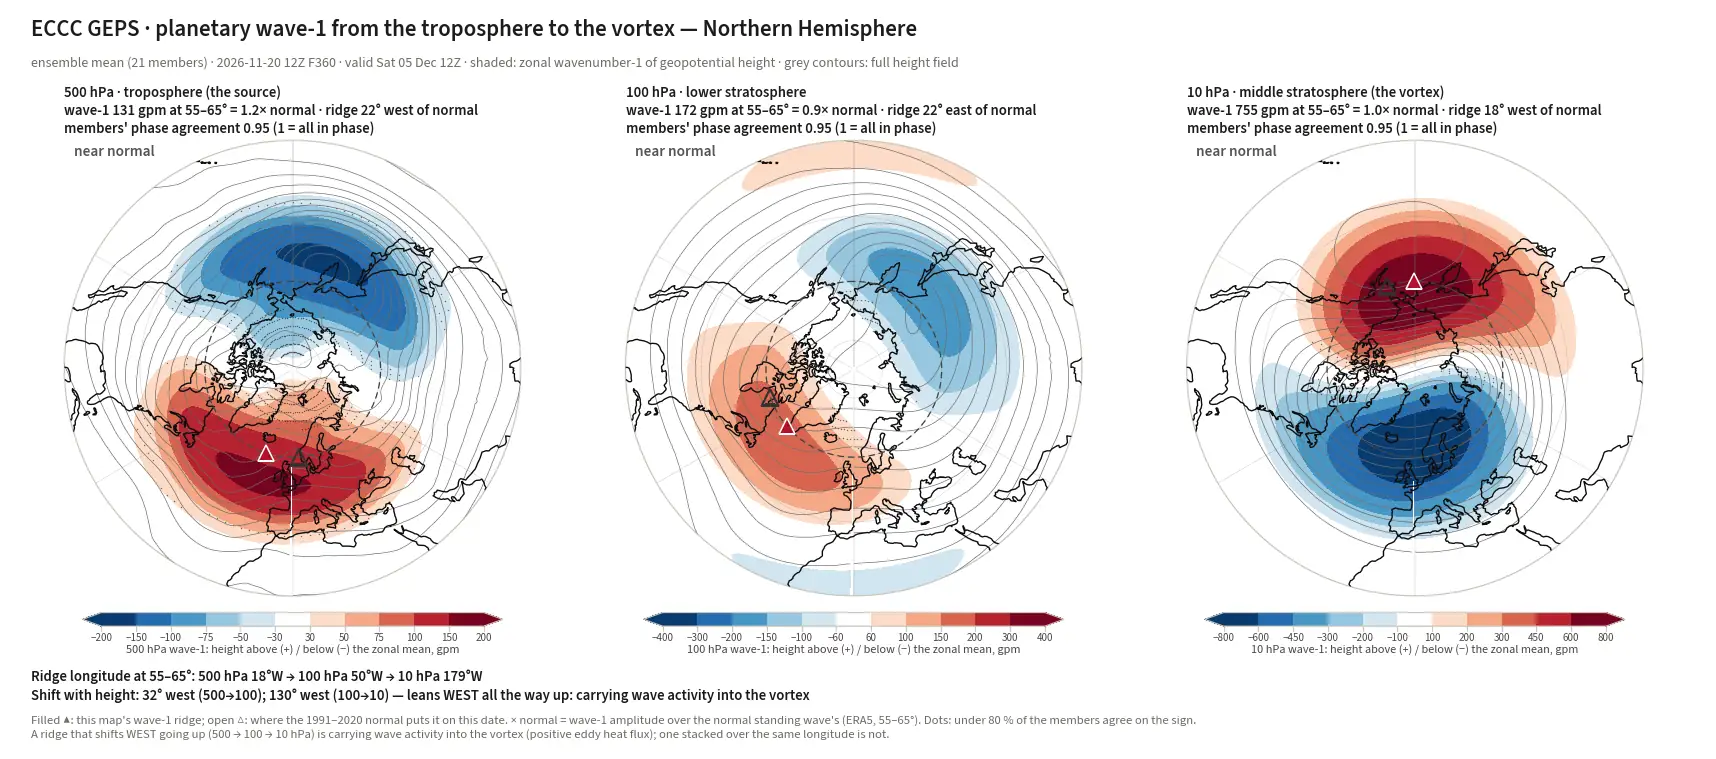 ECCC GEPS · planetary wave-1 from the troposphere to the vortex — Northern Hemisphere
ensemble mean (21 members) · 2026-11-20 12Z F360 · valid Sat 05 Dec 12Z · shaded: zonal wavenumber-1 of geopotential height · grey contours: full height field
500 hPa · troposphere (the source)
wave-1 131 gpm at 55–65° = 1.2× normal · ridge 22° west of normal
members' phase agreement 0.95 (1 = all in phase)
near normal
100 hPa · lower stratosphere
wave-1 172 gpm at 55–65° = 0.9× normal · ridge 22° east of normal
members' phase agreement 0.95 (1 = all in phase)
near normal
10 hPa · middle stratosphere (the vortex)
wave-1 755 gpm at 55–65° = 1.0× normal · ridge 18° west of normal
members' phase agreement 0.95 (1 = all in phase)
near normal
−200 −150 −100 −75 −50 −30 30 50 75 100 150 200
500 hPa wave-1: height above (+) / below (−) the zonal mean, gpm
−400 −300 −200 −150 −100 −60 60 100 150 200 300 400
100 hPa wave-1: height above (+) / below (−) the zonal mean, gpm
−800 −600 −450 −300 −200 −100 100 200 300 450 600 800
10 hPa wave-1: height above (+) / below (−) the zonal mean, gpm
Ridge longitude at 55–65°: 500 hPa 18°W → 100 hPa 50°W → 10 hPa 179°W
Shift with height: 32° west (500→100); 130° west (100→10) — leans WEST all the way up: carrying wave activity into the vortex
Filled ▲: this map's wave-1 ridge; open △: where the 1991–2020 normal puts it on this date. × normal = wave-1 amplitude over the normal standing wave's (ERA5, 55–65°). Dots: under 80 % of the members agree on the sign.
A ridge that shifts WEST going up (500 → 100 → 10 hPa) is carrying wave activity into the vortex (positive eddy heat flux); one stacked over the same longitude is not.